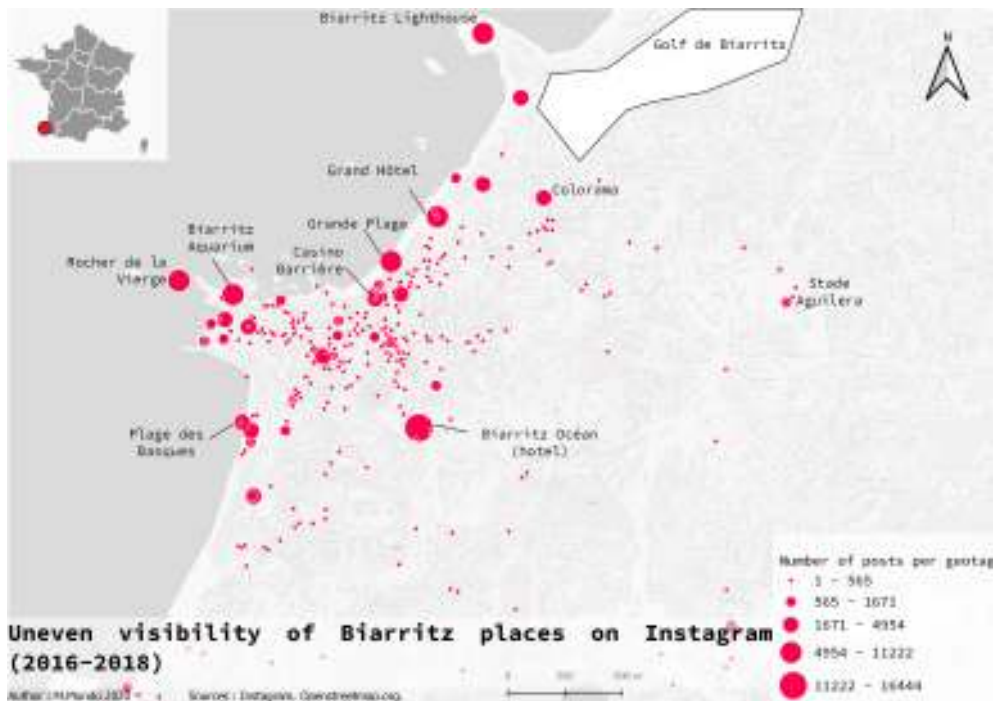 Biarritz Lighthouse
Golf de Biarritz
N
Grand Hôtel
Colorama
Biarritz
Aquarium
Grande Plage
Casino
Barrière
Rocher de la
Vierge
Stade
Aguilera
Plage des
Basques
Biarritz Océan
(hotel)
Number of posts per geotag
1 - 565
565 - 1671
1671 - 4954
4954 - 11222
11222 - 16444
Uneven visibility of Biarritz places on Instagram
(2016-2018)
Sources : Instagram, Openstreetmap.org.